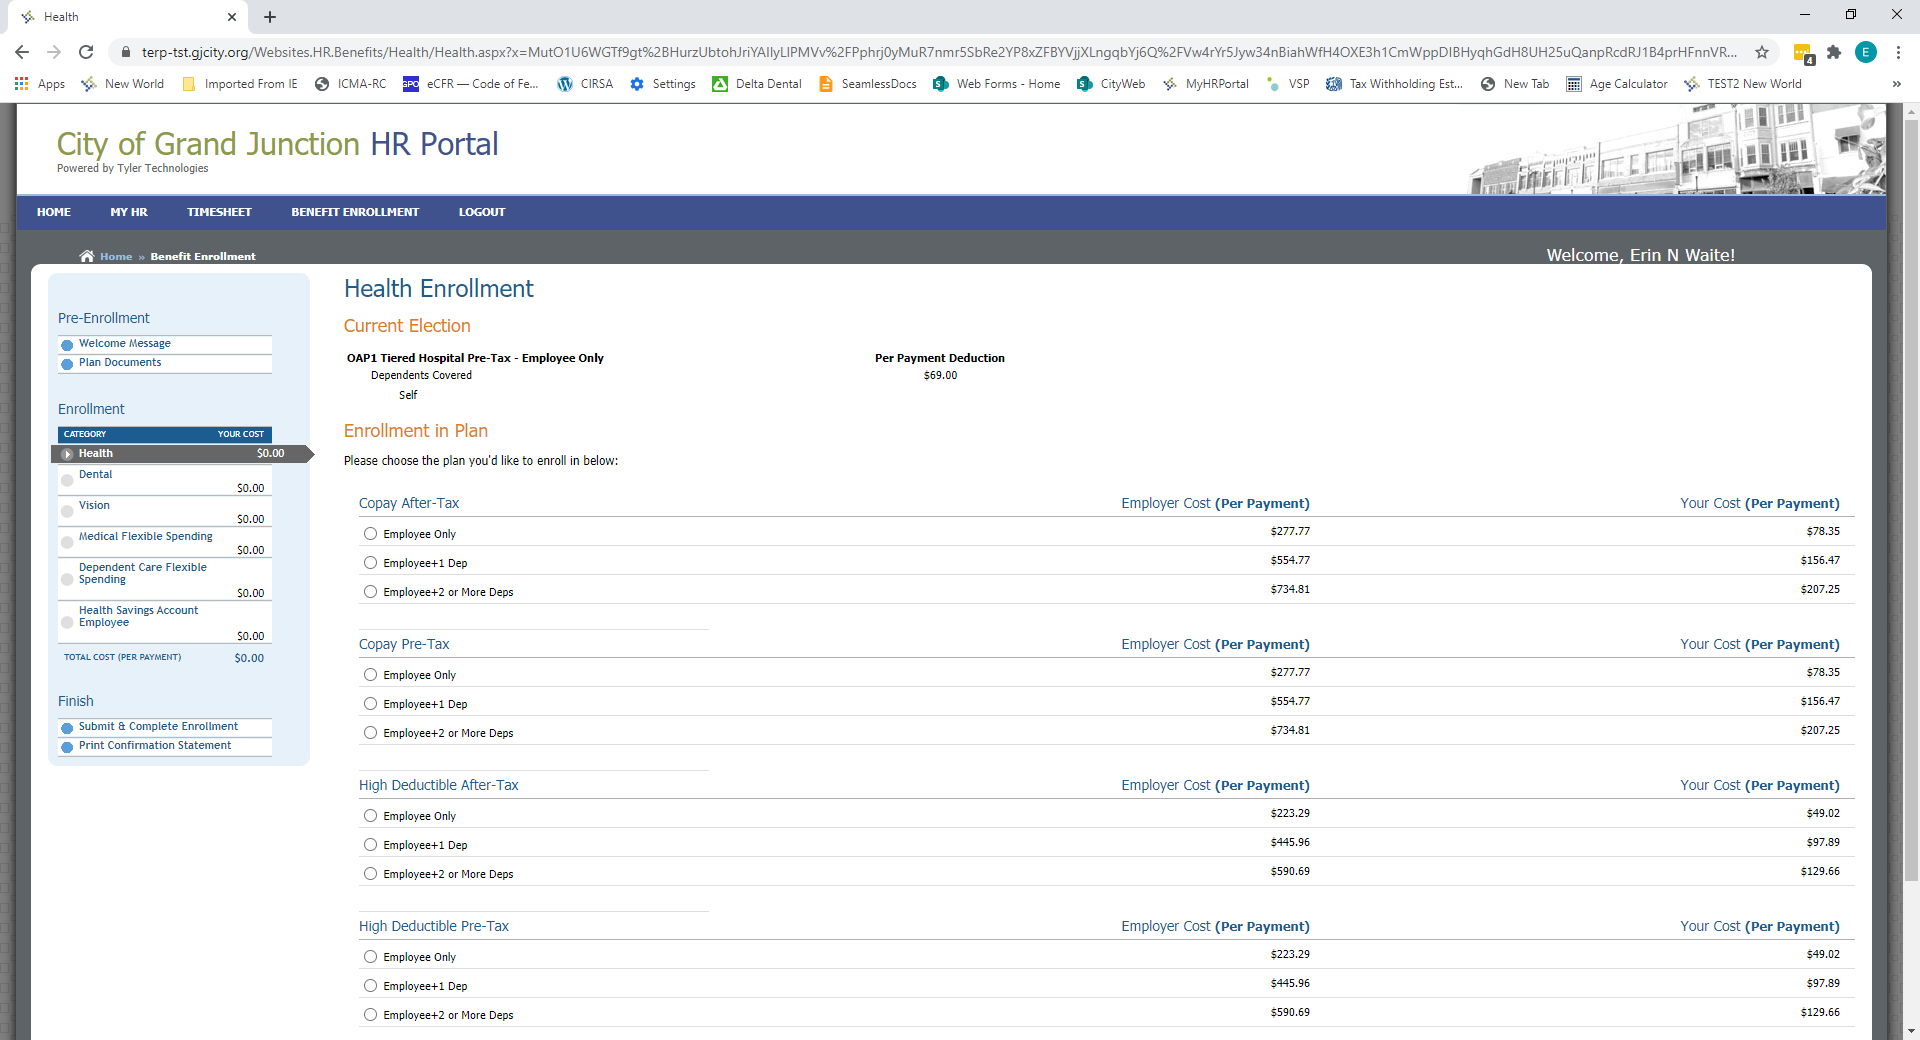 Health
terp-tst.gjcity.org/Websites.HR.Benefits/Health/Health.aspx?x=MutO1U6WGTf9gt%2BHurzUbtohJriYAIlyLIPMVv%2FPphrj0yMuR7nmr5SbRe2YP8xZFBYVjjXLngqbYj6Q%2FVw4rYr5Jyw34nBiahWfH4OXE3h1CmWppDIBHyqhGdH8UH25uQanpRcdRJ1B4prHFnnVR...
4
E
Apps New World Imported From IE ICMA-RC GPO eCFR — Code of Fe... CIRSA Settings Delta Dental SeamlessDocs Web Forms - Home CityWeb MyHRPortal VSP Tax Withholding Est... New Tab Age Calculator TEST2 New World »
City of Grand Junction HR Portal
Powered by Tyler Technologies
HOME MY HR TIMESHEET BENEFIT ENROLLMENT LOGOUT
Home » Benefit Enrollment
Welcome, Erin N Waite!
Pre-Enrollment
Welcome Message
Plan Documents
Enrollment
CATEGORY YOUR COST
Health $0.00
Dental
$0.00
Vision
$0.00
Medical Flexible Spending
$0.00
Dependent Care Flexible
Spending
$0.00
Health Savings Account
Employee
$0.00
TOTAL COST (PER PAYMENT) $0.00
Finish
Submit & Complete Enrollment
Print Confirmation Statement
Health Enrollment
Current Election
OAP1 Tiered Hospital Pre-Tax - Employee Only Per Payment Deduction
Dependents Covered $69.00
Self
Enrollment in Plan
Please choose the plan you'd like to enroll in below:
Copay After-Tax Employer Cost (Per Payment) Your Cost (Per Payment)
Employee Only $277.77 $78.35
Employee+1 Dep $554.77 $156.47
Employee+2 or More Deps $734.81 $207.25
Copay Pre-Tax Employer Cost (Per Payment) Your Cost (Per Payment)
Employee Only $277.77 $78.35
Employee+1 Dep $554.77 $156.47
Employee+2 or More Deps $734.81 $207.25
High Deductible After-Tax Employer Cost (Per Payment) Your Cost (Per Payment)
Employee Only $223.29 $49.02
Employee+1 Dep $445.96 $97.89
Employee+2 or More Deps $590.69 $129.66
High Deductible Pre-Tax Employer Cost (Per Payment) Your Cost (Per Payment)
Employee Only $223.29 $49.02
Employee+1 Dep $445.96 $97.89
Employee+2 or More Deps $590.69 $129.66